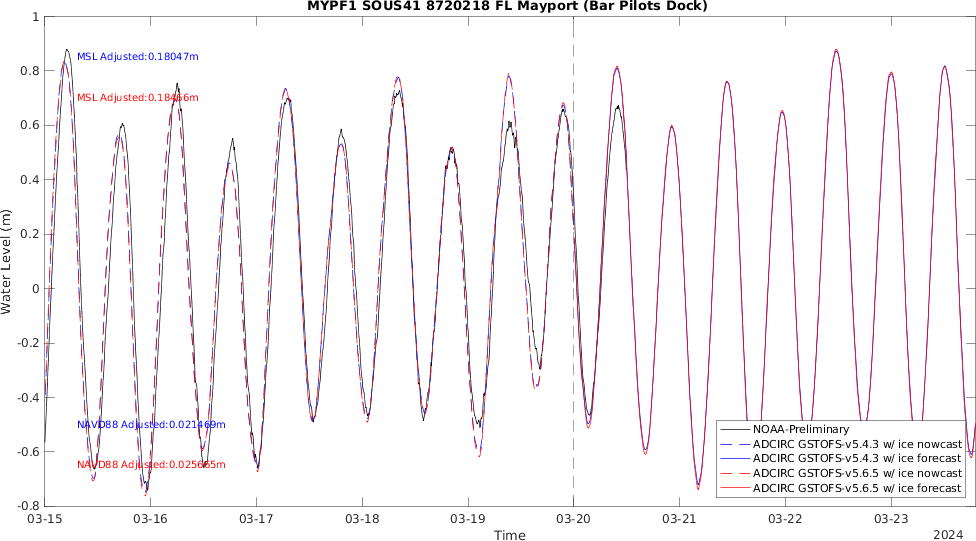 MYPF1 SOUS41 8720218 FL Mayport (Bar Pilots Dock)
Water Level (m)
1
0.8
0.6
0.4
0.2
0
-0.2
-0.4
-0.6
-0.8
MSL Adjusted:0.18047m
MSL Adjusted:0.18466m
NAVD88 Adjusted:0.021469m
NAVD88 Adjusted:0.025665m
NOAA-Preliminary
ADCIRC GSTOFS-v5.4.3 w/ ice nowcast
ADCIRC GSTOFS-v5.4.3 w/ ice forecast
ADCIRC GSTOFS-v5.6.5 w/ ice nowcast
ADCIRC GSTOFS-v5.6.5 w/ ice forecast
03-15 03-16 03-17 03-18 03-19 03-20 03-21 03-22 03-23
Time
2024